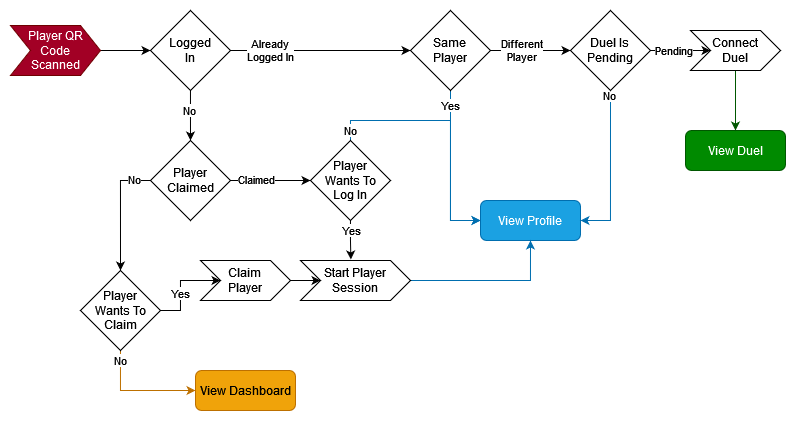 Player QR
Code
Scanned
Logged
In
Already
Logged In
Same
Player
Different
Player
Duel Is
Pending
Pending
Connect
Duel
Yes
No
No
No
View Duel
Player
Claimed
No
Claimed
Player
Wants To
Log In
View Profile
Yes
Player
Wants To
Claim
Yes
Claim
Player
Start Player
Session
No
View Dashboard